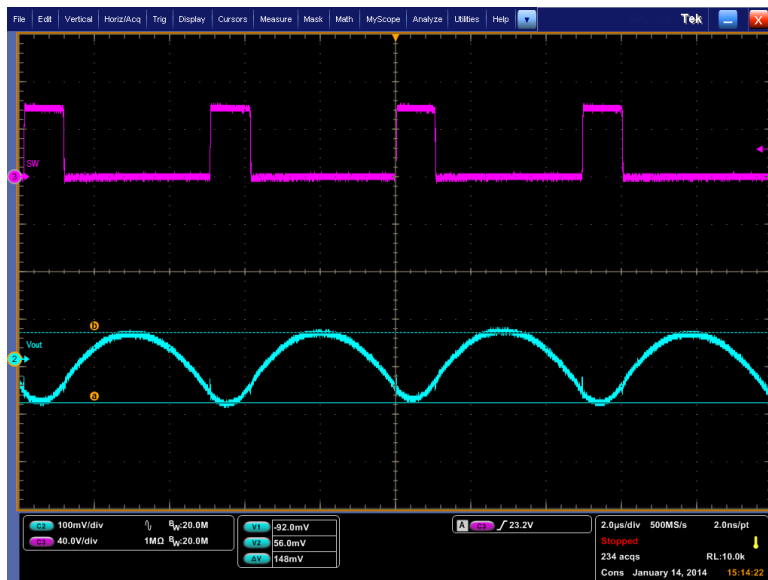 File Edit Vertical Horiz/Acq Trig Display Cursors Measure Mask Math MyScope Analyze Utilities Help Tek X
SW
3
b
Vout
2
a
C2 100mV/div BW:20.0M
C3 40.0V/div 1MΩ BW:20.0M
V1 -92.0mV
V2 56.0mV
ΔV 148mV
A C3 23.2V
2.0µs/div 500MS/s 2.0ns/pt
Stopped
234 acqs RL:10.0k
Cons January 14, 2014 15:14:22